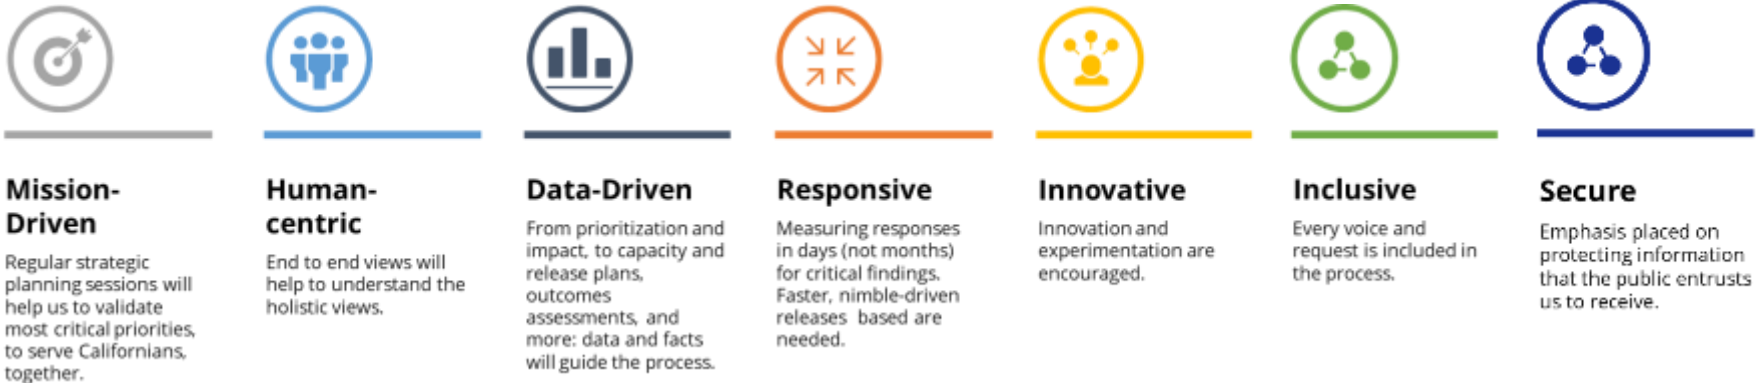 Mission-
Driven
Regular strategic
planning sessions will
help us to validate
most critical priorities,
to serve Californians,
together.
Human-
centric
End to end views will
help to understand the
holistic views.
Data-Driven
From prioritization and
impact, to capacity and
release plans,
outcomes
assessments, and
more: data and facts
will guide the process.
Responsive
Measuring responses
in days (not months)
for critical findings.
Faster, nimble-driven
releases based are
needed.
Innovative
Innovation and
experimentation are
encouraged.
Inclusive
Every voice and
request is included in
the process.
Secure
Emphasis placed on
protecting information
that the public entrusts
us to receive.